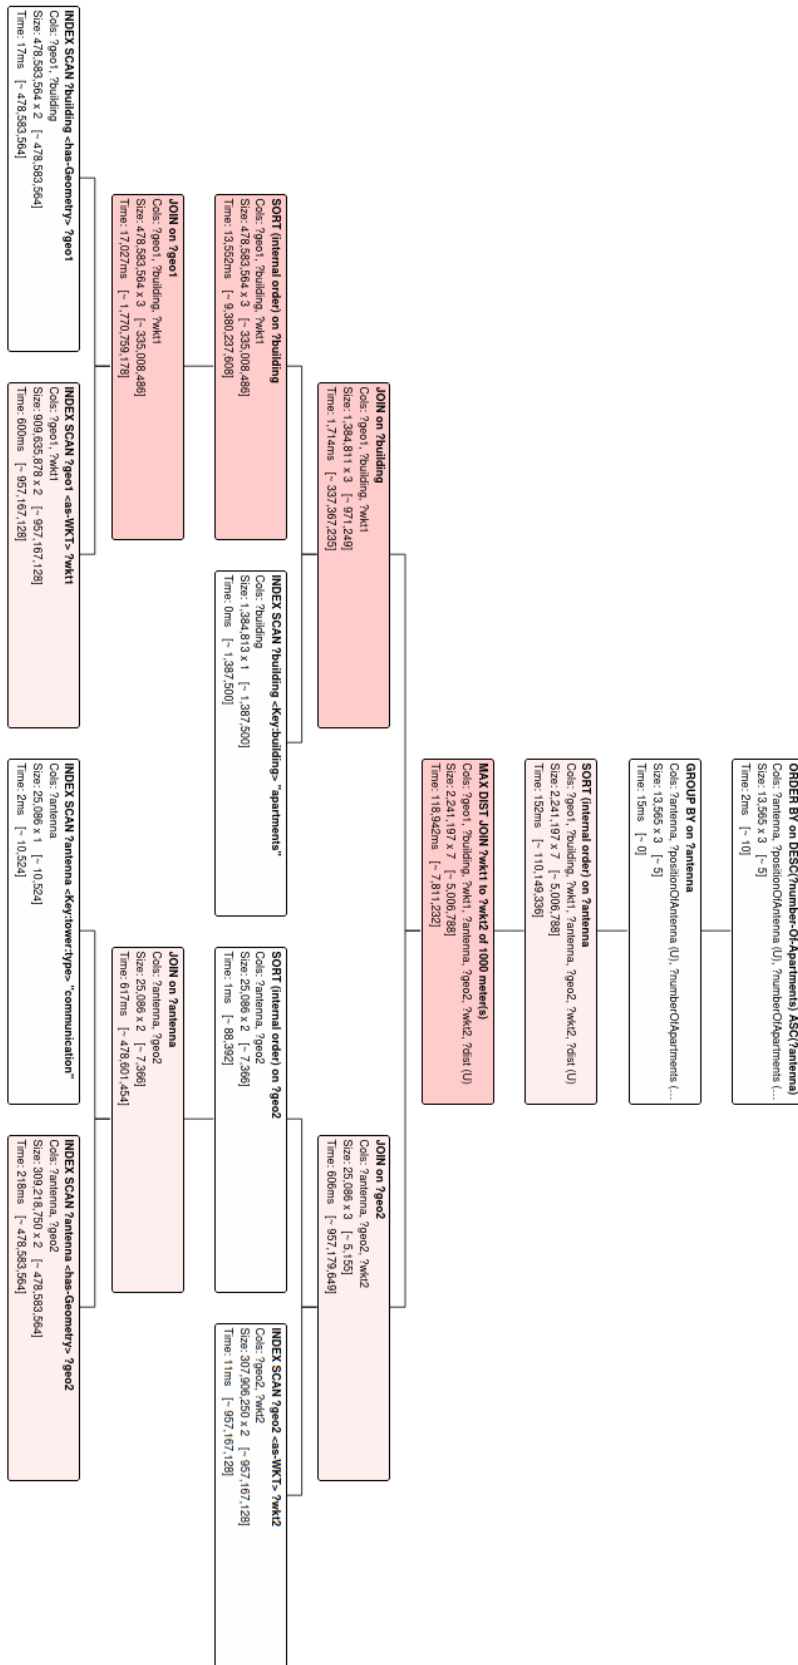 ORDER BY on DESC(?number-Of-Apartments) ASC(?antenna)
Cols: ?antenna, ?positionOfAntenna (U), ?numberOfApartments (...
Size: 13,565 x 3 [~ 5]
Time: 2ms [~ 10]
GROUP BY on ?antenna
Cols: ?antenna, ?positionOfAntenna (U), ?numberOfApartments (...
Size: 13,565 x 3 [~ 5]
Time: 15ms [~ 0]
SORT (internal order) on ?antenna
Cols: ?geo1, ?building, ?wkt1, ?antenna, ?geo2, ?wkt2, ?dist (U)
Size: 2,241,197 x 7 [~ 5,006,788]
Time: 152ms [~ 110,149,336]
MAX DIST JOIN ?wkt1 to ?wkt2 of 1000 meter(s)
Cols: ?geo1, ?building, ?wkt1, ?antenna, ?geo2, ?wkt2, ?dist (U)
Size: 2,241,197 x 7 [~ 5,006,788]
Time: 118,942ms [~ 7,811,232]
JOIN on ?building
Cols: ?geo1, ?building, ?wkt1
Size: 1,384,811 x 3 [~ 971,249]
Time: 1,714ms [~ 337,367,235]
JOIN on ?geo2
Cols: ?antenna, ?geo2, ?wkt2
Size: 25,086 x 3 [~ 5,155]
Time: 606ms [~ 957,179,649]
SORT (internal order) on ?building
Cols: ?geo1, ?building, ?wkt1
Size: 478,583,564 x 3 [~ 335,008,486]
Time: 13,552ms [~ 9,380,237,608]
INDEX SCAN ?building <Key:building> "apartments"
Cols: ?building
Size: 1,384,813 x 1 [~ 1,387,500]
Time: 0ms [~ 1,387,500]
SORT (internal order) on ?geo2
Cols: ?antenna, ?geo2
Size: 25,086 x 2 [~ 7,366]
Time: 1ms [~ 88,392]
INDEX SCAN ?geo2 <as-WKT> ?wkt2
Cols: ?geo2, ?wkt2
Size: 307,906,250 x 2 [~ 957,167,128]
Time: 11ms [~ 957,167,128]
JOIN on ?geo1
Cols: ?geo1, ?building, ?wkt1
Size: 478,583,564 x 3 [~ 335,008,486]
Time: 17,027ms [~ 1,770,759,178]
JOIN on ?antenna
Cols: ?antenna, ?geo2
Size: 25,086 x 2 [~ 7,366]
Time: 617ms [~ 478,601,454]
INDEX SCAN ?building <has-Geometry> ?geo1
Cols: ?geo1, ?building
Size: 478,583,564 x 2 [~ 478,583,564]
Time: 17ms [~ 478,583,564]
INDEX SCAN ?geo1 <as-WKT> ?wkt1
Cols: ?geo1, ?wkt1
Size: 909,635,878 x 2 [~ 957,167,128]
Time: 600ms [~ 957,167,128]
INDEX SCAN ?antenna <Key:tower:type> "communication"
Cols: ?antenna
Size: 25,086 x 1 [~ 10,524]
Time: 2ms [~ 10,524]
INDEX SCAN ?antenna <has-Geometry> ?geo2
Cols: ?antenna, ?geo2
Size: 309,218,750 x 2 [~ 478,583,564]
Time: 218ms [~ 478,583,564]